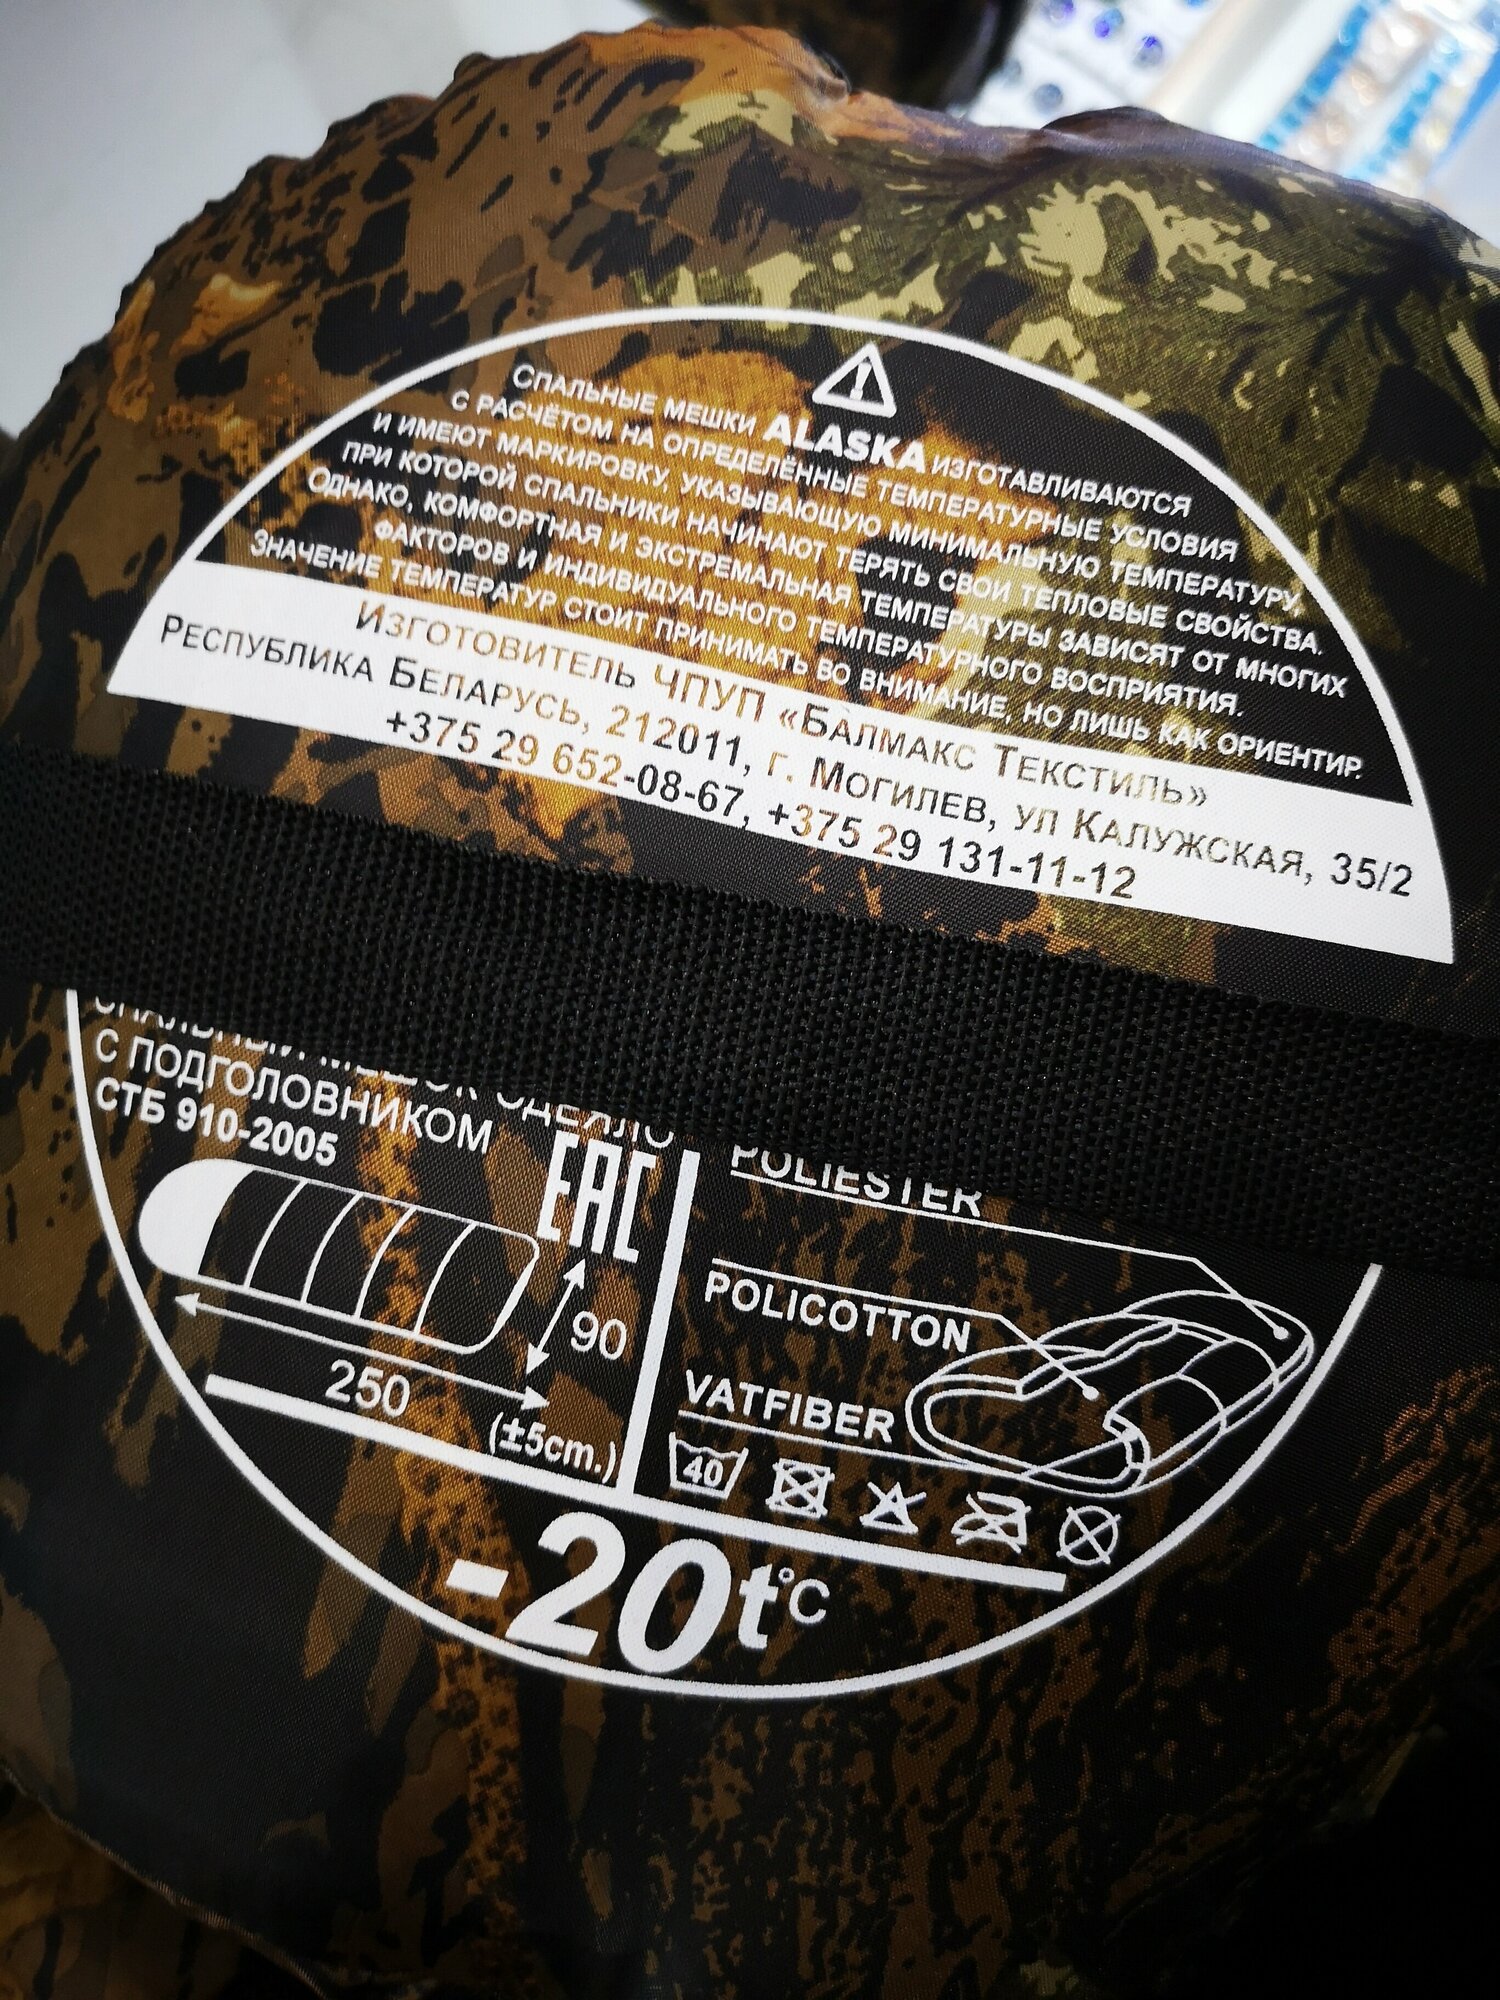 СПАЛЬНЫЕ МЕШКИ ALASKA ИЗГОТАВЛИВАЮТСЯ
С РАСЧЁТОМ НА ОПРЕДЕЛЁННЫЕ ТЕМПЕРАТУРНЫЕ УСЛОВИЯ
И ИМЕЮТ МАРКИРОВКУ, УКАЗЫВАЮЩУЮ МИНИМАЛЬНУЮ ТЕМПЕРАТУРУ,
ПРИ КОТОРОЙ СПАЛЬНИКИ НАЧИНАЮТ ТЕРЯТЬ СВОИ ТЕПЛОВЫЕ СВОЙСТВА.
ОДНАКО, КОМФОРТНАЯ И ЭКСТРЕМАЛЬНАЯ ТЕМПЕРАТУРЫ ЗАВИСЯТ ОТ МНОГИХ
ФАКТОРОВ И ИНДИВИДУАЛЬНОГО ТЕМПЕРАТУРНОГО ВОСПРИЯТИЯ.
ЗНАЧЕНИЕ ТЕМПЕРАТУР СТОИТ ПРИНИМАТЬ ВО ВНИМАНИЕ, НО ЛИШЬ КАК ОРИЕНТИР.
ИЗГОТОВИТЕЛЬ ЧПУП «БАЛМАКС ТЕКСТИЛЬ»
РЕСПУБЛИКА БЕЛАРУСЬ, 212011, г. МОГИЛЕВ, УЛ КАЛУЖСКАЯ, 35/2
+375 29 652-08-67, +375 29 131-11-12
СПАЛЬНЫЙ МЕШОК ОДЕЯЛО
С ПОДГОЛОВНИКОМ
СТБ 910-2005
EAC
90
250
(±5cm.)
POLIESTER
POLICOTTON
VATFIBER
40
-20t°C